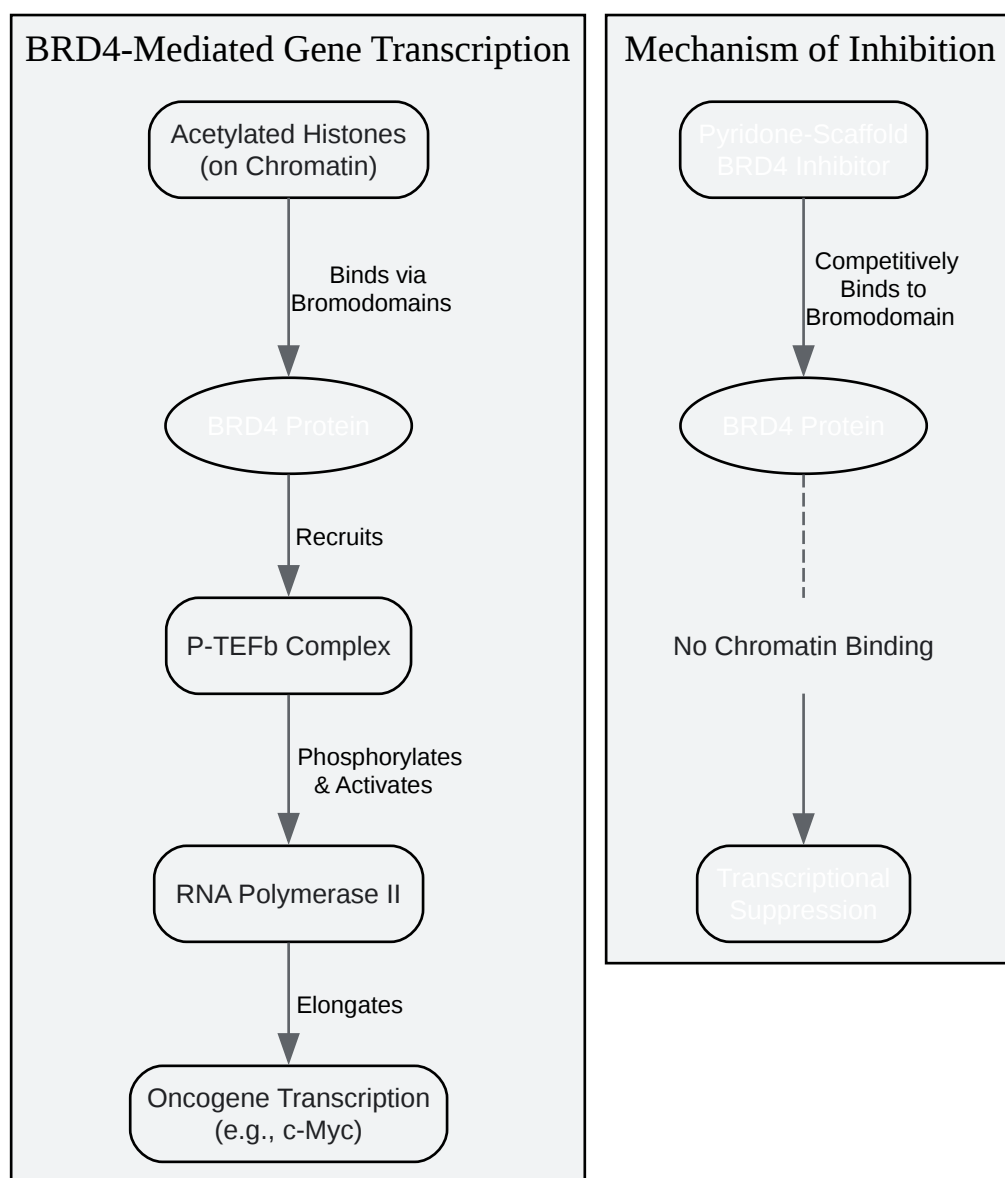 BRD4-Mediated Gene Transcription
Acetylated Histones
(on Chromatin)
Binds via
Bromodomains
BRD4 Protein
Recruits
P-TEFb Complex
Phosphorylates
& Activates
RNA Polymerase II
Elongates
Oncogene Transcription
(e.g., c-Myc)
Mechanism of Inhibition
Pyridone-Scaffold
BRD4 Inhibitor
Competitively
Binds to
Bromodomain
BRD4 Protein
No Chromatin Binding
Transcriptional
Suppression